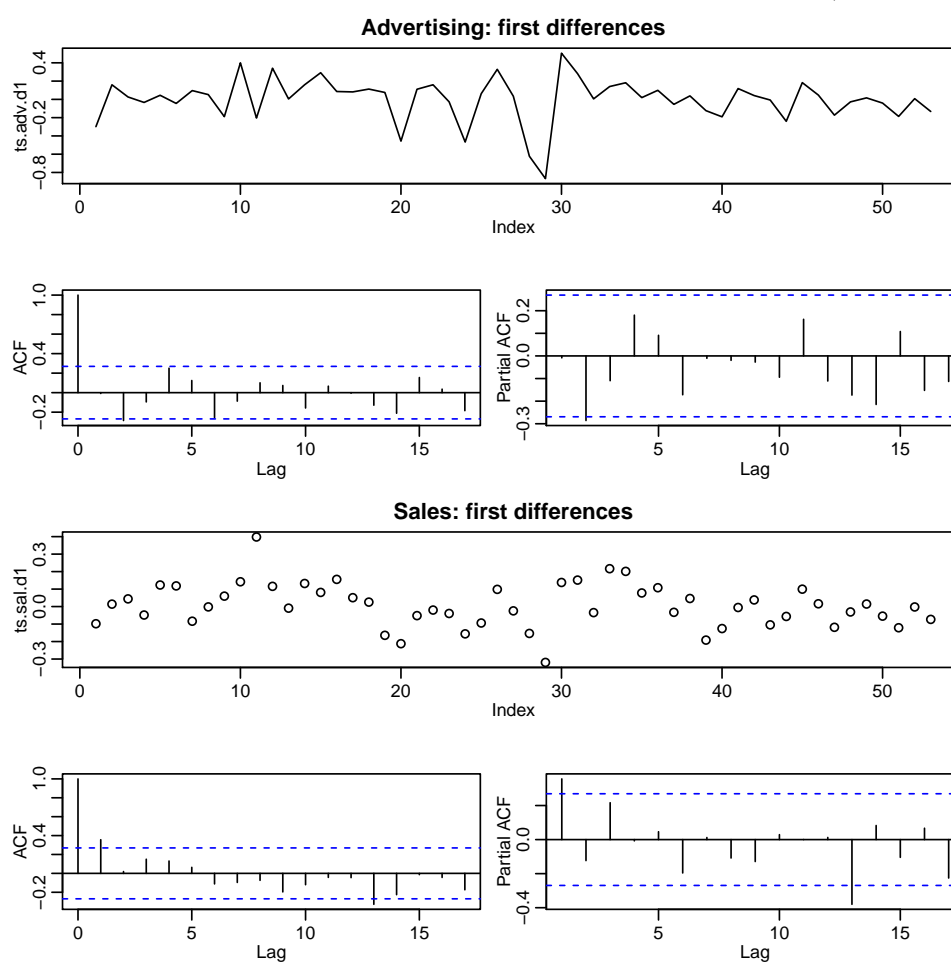 Advertising: first differences
ts.adv.d1
−0.8 −0.2 0.4
0 10 20 30 40 50
Index
ACF
−0.2 0.4 1.0
0 5 10 15
Lag
Partial ACF
−0.3 0.0 0.2
5 10 15
Lag
Sales: first differences
ts.sal.d1
−0.3 0.0 0.3
0 10 20 30 40 50
Index
ACF
−0.2 0.4 1.0
0 5 10 15
Lag
Partial ACF
−0.4 0.0
5 10 15
Lag